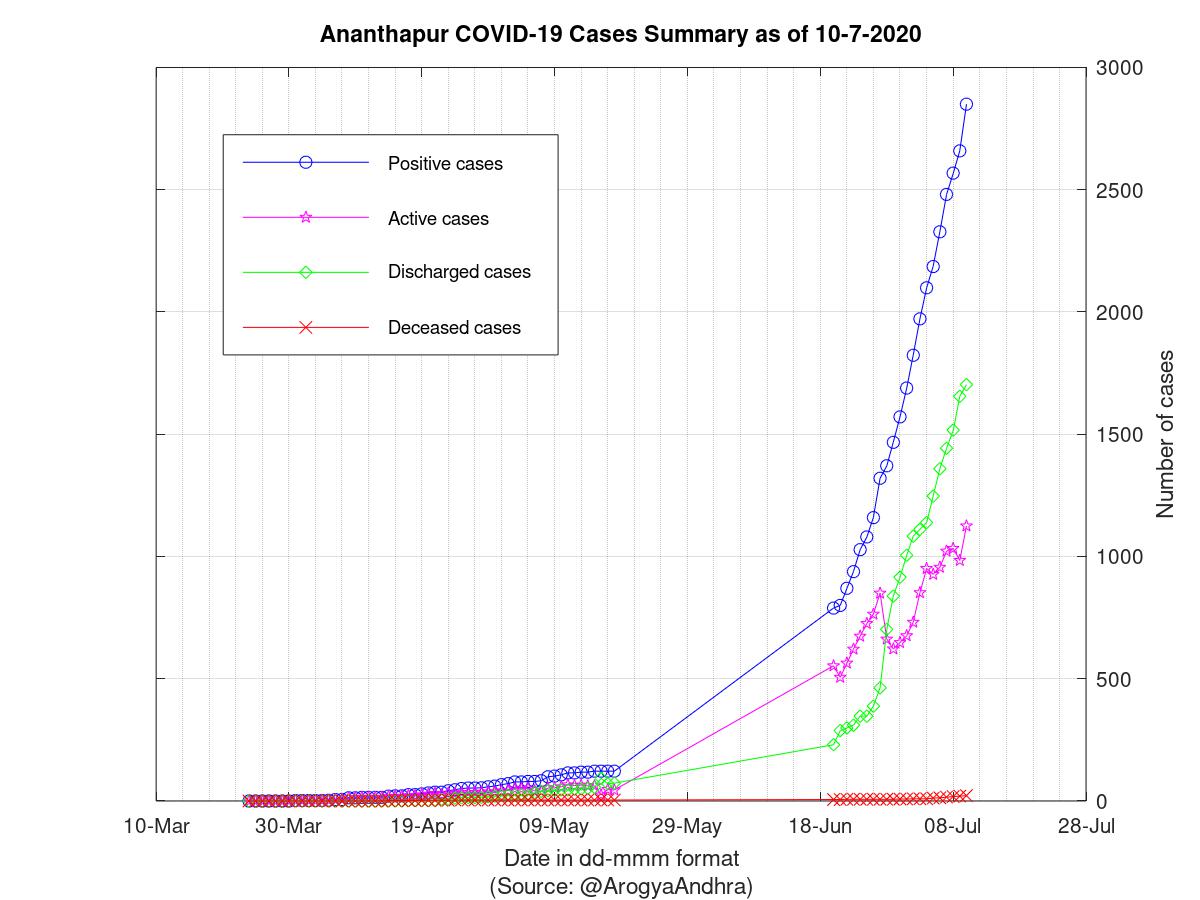 Ananthapur COVID-19 Cases Summary as of 10-7-2020
Positive cases
Active cases
Discharged cases
Deceased cases
3000
2500
2000
1500
1000
500
0
Number of cases
10-Mar 30-Mar 19-Apr 09-May 29-May 18-Jun 08-Jul 28-Jul
Date in dd-mmm format
(Source: @ArogyaAndhra)